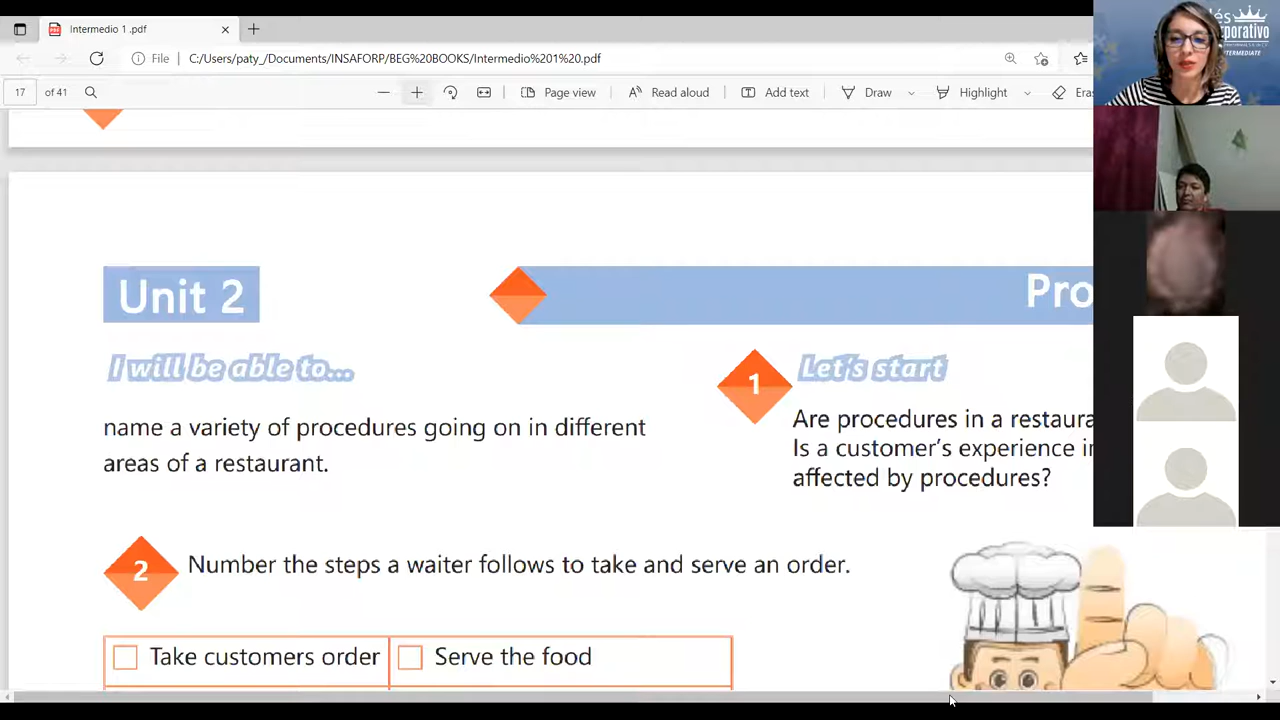 Intermedio 1 .pdf
File
C:/Users/paty_/Documents/INSAFORP/BEG%20BOOKS/Intermedio%201%20.pdf
17
of 41
Page view
Read aloud
Add text
Draw
Highlight
Unit 2
I will be able to...
name a variety of procedures going on in different
areas of a restaurant.
1
Let's start
Are procedures in a
Is a customer's experience
affected by procedures?
2
Number the steps a waiter follows to take and serve an order.
Take customers order
Serve the food
INTERMEDIATE